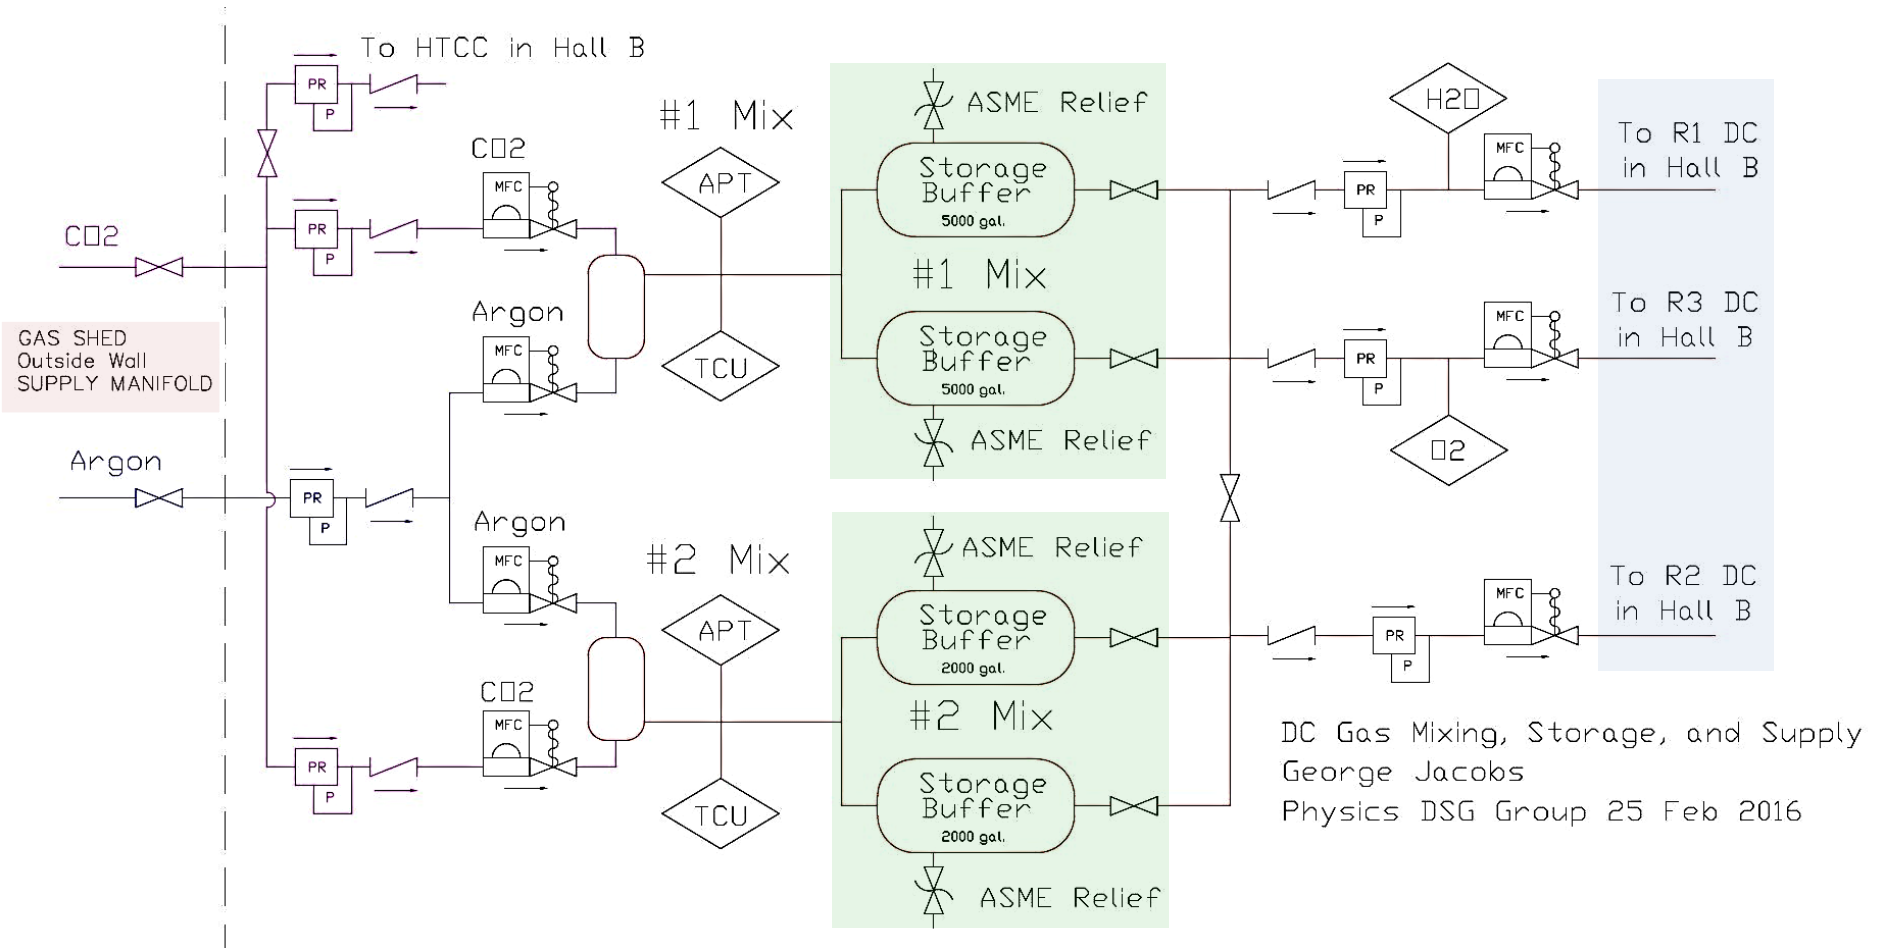 To HTCC in Hall B
PR
P
#1 Mix
CO2
MFC
APT
PR
P
CO2
Argon
MFC
TCU
GAS SHED
Outside Wall
SUPPLY MANIFOLD
Argon
PR
P
Argon
MFC
#2 Mix
APT
CO2
MFC
PR
P
TCU
ASME Relief
Storage
Buffer
5000 gal.
#1 Mix
Storage
Buffer
5000 gal.
ASME Relief
ASME Relief
Storage
Buffer
2000 gal.
#2 Mix
Storage
Buffer
2000 gal.
ASME Relief
H2O
MFC
PR
P
To R1 DC
in Hall B
MFC
PR
P
To R3 DC
in Hall B
O2
MFC
PR
P
To R2 DC
in Hall B
DC Gas Mixing, Storage, and Supply
George Jacobs
Physics DSG Group 25 Feb 2016